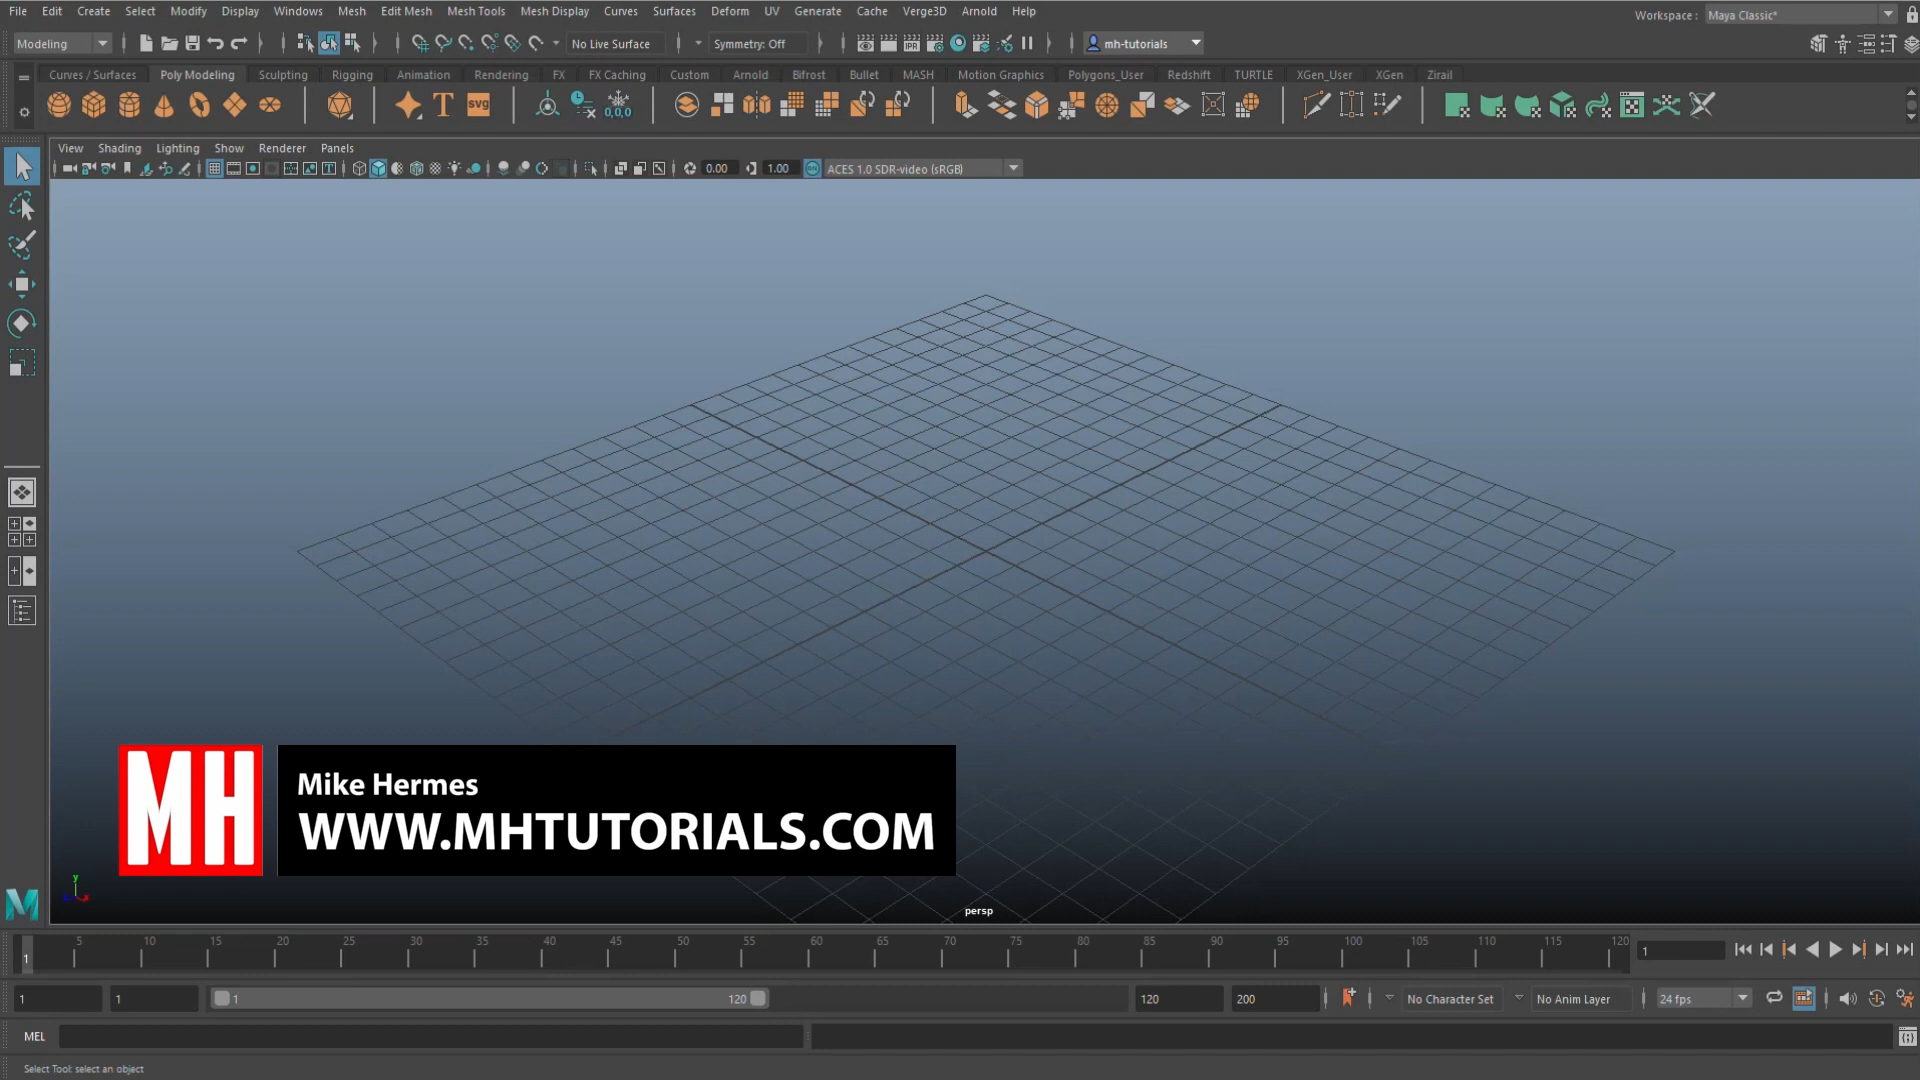 File Edit Create Select Modify Display Windows Mesh Edit Mesh Mesh Tools Mesh Display Curves Surfaces Deform UV Generate Cache Verge3D Arnold Help
Workspace : Maya Classic*
Modeling No Live Surface Symmetry: Off IPR mh-tutorials
Curves / Surfaces Poly Modeling Sculpting Rigging Animation Rendering FX FX Caching Custom Arnold Bifrost Bullet MASH Motion Graphics Polygons_User Redshift TURTLE XGen_User XGen Zirail
T svg 0,0,0
View Shading Lighting Show Renderer Panels
0.00 1.00 ACES 1.0 SDR-video (sRGB)
MH
Mike Hermes
WWW.MHTUTORIALS.COM
y
persp
5 10 15 20 25 30 35 40 45 50 55 60 65 70 75 80 85 90 95 100 105 110 115 120
1 1
1 1 1 120 120 200 No Character Set No Anim Layer 24 fps
MEL
Select Tool: select an object